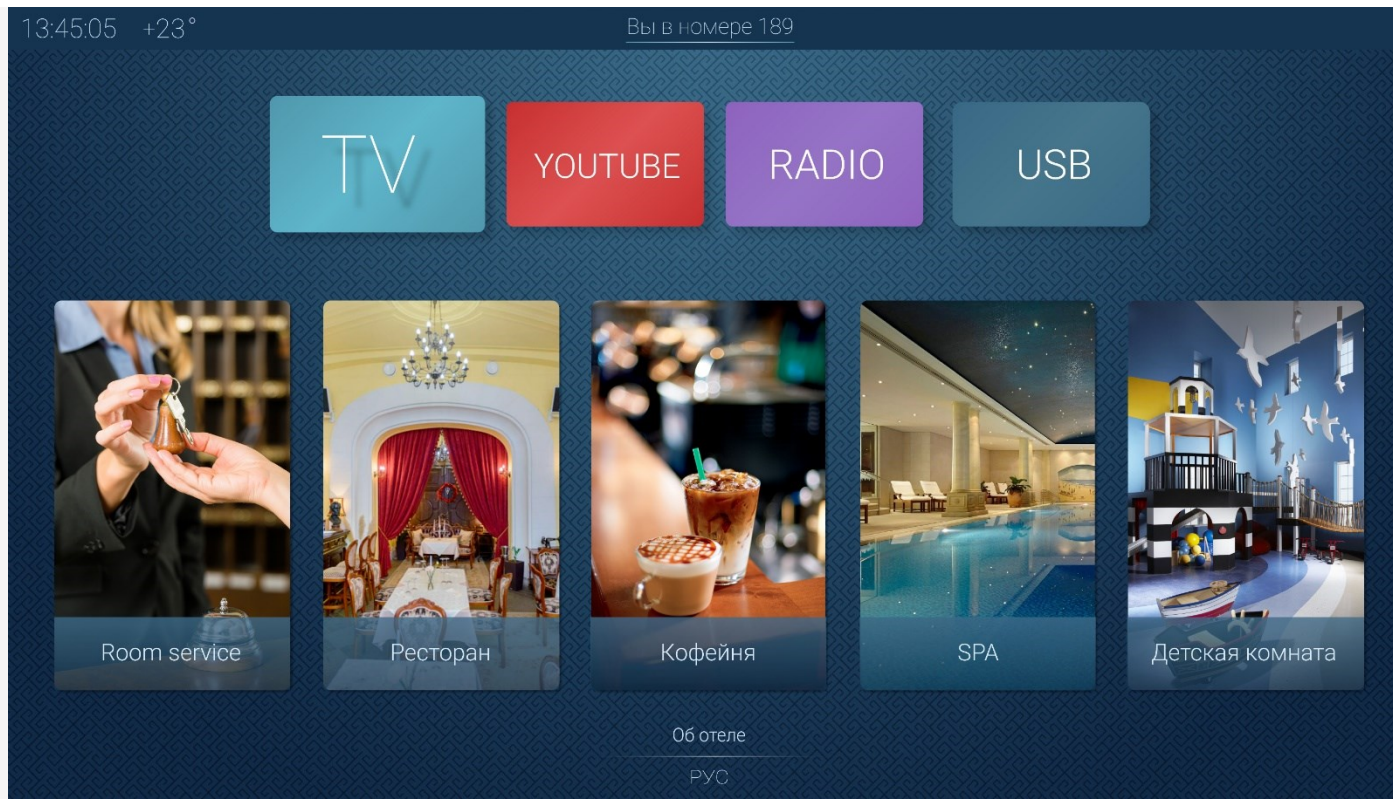 13:45:05 +23° Вы в номере 189
TV YOUTUBE RADIO USB
Room service Ресторан Кофейня SPA Детская комната
Об отеле
РУС